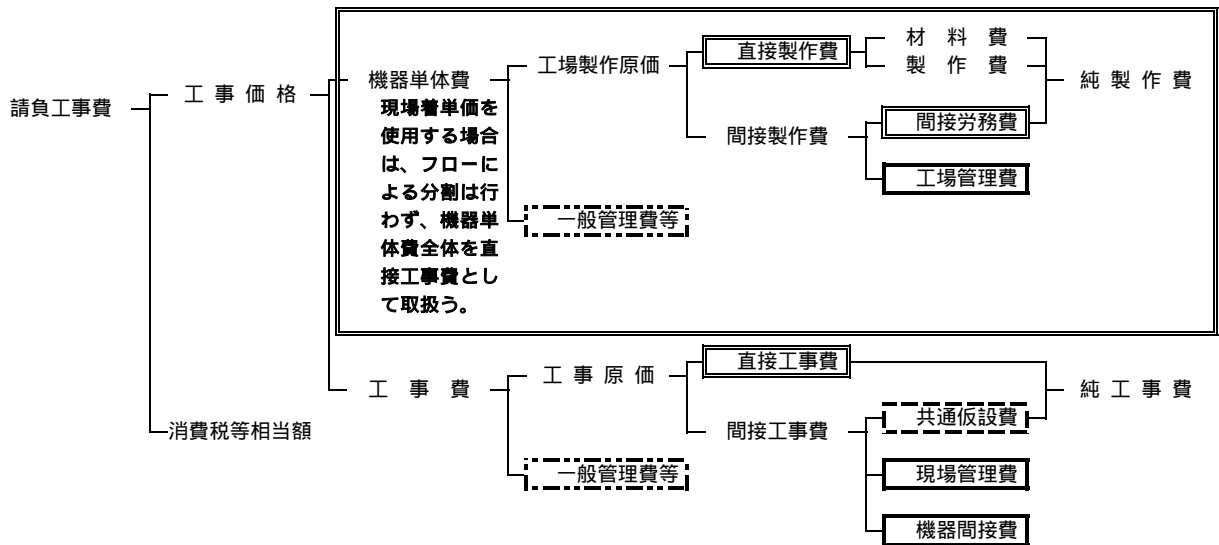 請負工事費
工事価格
消費税等相当額
機器単体費
現場着単価を
使用する場合
は、フローに
よる分割は行
わず、機器単
体費全体を直
接工事費とし
て取扱う。
工場製作原価
一般管理費等
直接製作費
間接製作費
材料費
製作費
間接労務費
工場管理費
純製作費
工事費
工事原価
一般管理費等
直接工事費
間接工事費
共通仮設費
現場管理費
機器間接費
純工事費